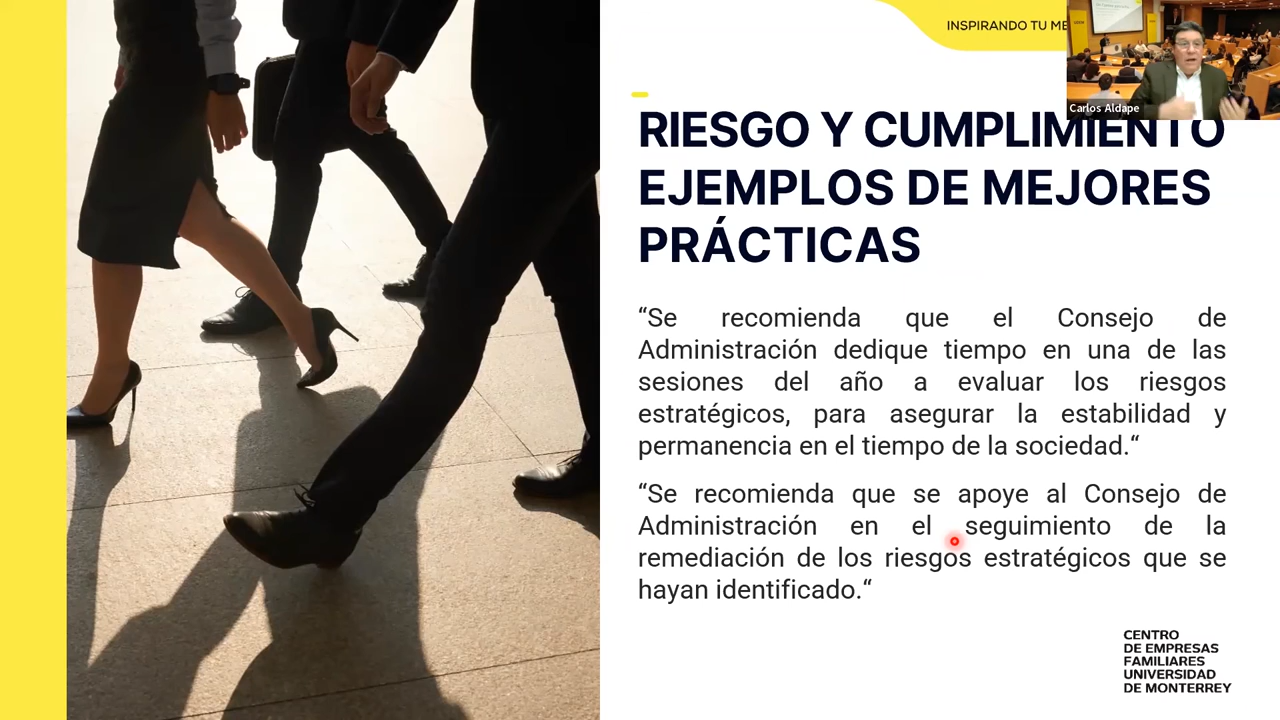 INSPIRANDO TU ME
Carlos Aldape
RIESGO Y CUMPLIMIENTO
EJEMPLOS DE MEJORES
PRÁCTICAS
“Se recomienda que el Consejo de
Administración dedique tiempo en una de las
sesiones del año a evaluar los riesgos
estratégicos, para asegurar la estabilidad y
permanencia en el tiempo de la sociedad.“
“Se recomienda que se apoye al Consejo de
Administración en el seguimiento de la
remediación de los riesgos estratégicos que se
hayan identificado.“
CENTRO
DE EMPRESAS
FAMILIARES
UNIVERSIDAD
DE MONTERREY